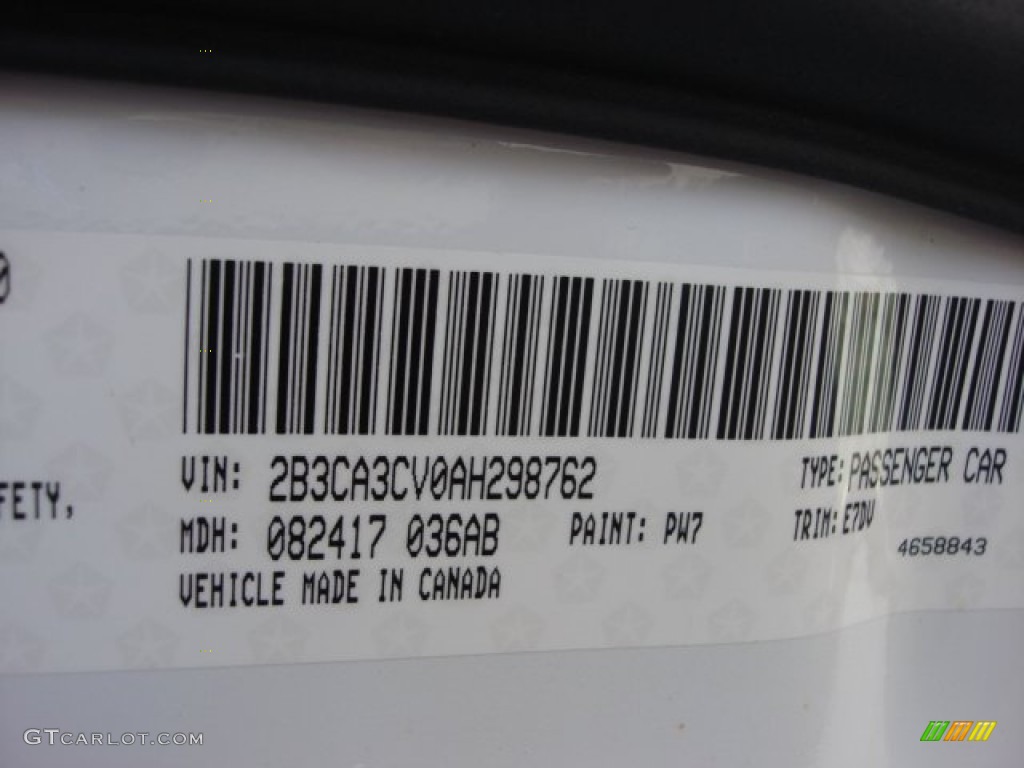 0
VIN: 2B3CA3CV0AH298762 TYPE: PASSENGER CAR
FETY,
MDH: 082417 036AB PAINT: PW7 TRIM: E7DV
4658843
VEHICLE MADE IN CANADA
GTCARLOT.COM